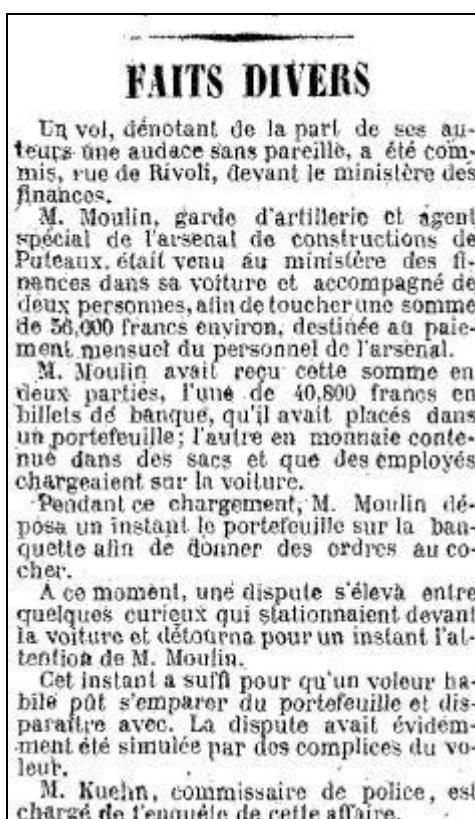 FAITS DIVERS
Un vol, dénotant de la part de ses au-
teurs une audace sans pareille, a été com-
mis, rue de Rivoli, devant le ministère des
finances.
M. Moulin, garde d'artillerie et agent
spécial de l'arsenal de constructions de
Puteaux, était venu au ministère des fi-
nances dans sa voiture et accompagné de
deux personnes, afin de toucher une somme
de 56,000 francs environ, destinée au paie-
ment mensuel du personnel de l'arsenal.
M. Moulin avait reçu cette somme en
deux parties, l'une de 40,800 francs en
billets de banque, qu'il avait placés dans
un portefeuille; l'autre en monnaie conte-
nue dans des sacs et que des employés
chargeaient sur la voiture.
Pendant ce chargement, M. Moulin dé-
posa un instant le portefeuille sur la ban-
quette afin de donner des ordres au co-
cher.
A ce moment, une dispute s'éleva entre
quelques curieux qui stationnaient devant
la voiture et détourna pour un instant l'at-
tention de M. Moulin.
Cet instant a suffi pour qu'un voleur ha-
bile pût s'emparer du portefeuille et dis-
paraître avec. La dispute avait évidem-
ment été simulée par des complices du vo-
leur.
M. Kuehn, commissaire de police, est
chargé de l'enquête de cette affaire.